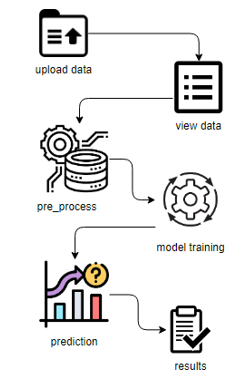 upload data
view data
pre_process
model training
prediction
results